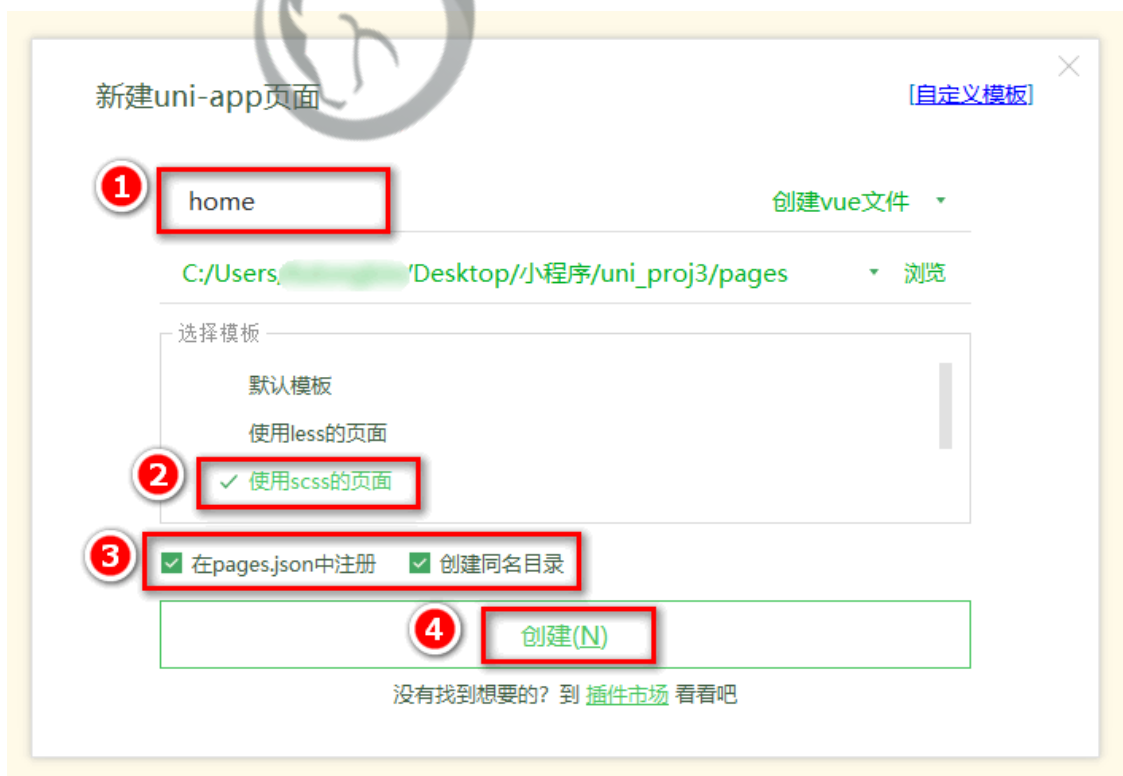 新建uni-app页面 [自定义模板]
1 home 创建vue文件
C:/Users/ /Desktop/小程序/uni_proj3/pages 浏览
选择模板
默认模板
使用less的页面
2 使用scss的页面
3 在pages.json中注册 创建同名目录
4 创建(N)
没有找到想要的？到 插件市场 看看吧